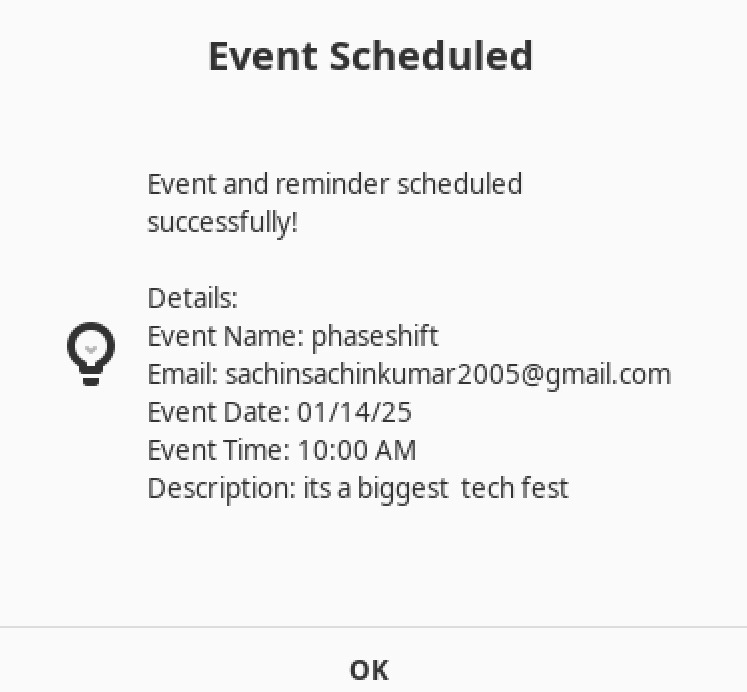 Event Scheduled
Event and reminder scheduled
successfully!
Details:
Event Name: phaseshift
Email: sachinsachinkumar2005@gmail.com
Event Date: 01/14/25
Event Time: 10:00 AM
Description: its a biggest  tech fest
OK